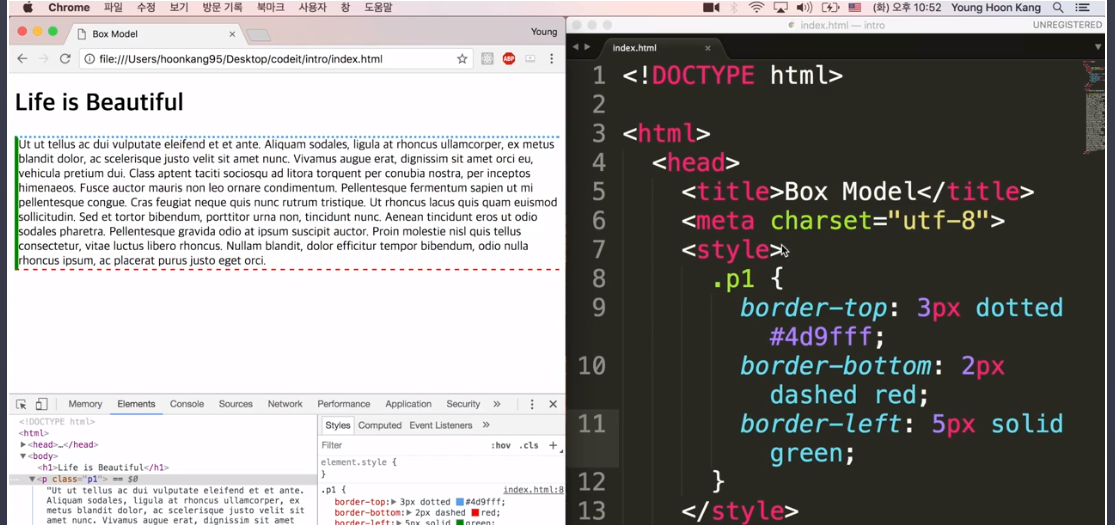 Chrome 파일 수정 보기 방문 기록 북마크 사용자 창 도움말 (화) 오후 10:52 Young Hoon Kang
Box Model Young
file:///Users/hoonkang95/Desktop/codeit/intro/index.html
ABP
Life is Beautiful
Ut ut tellus ac dui vulputate eleifend et et ante. Aliquam sodales, ligula at rhoncus ullamcorper, ex metus
blandit dolor, ac scelerisque justo velit sit amet nunc. Vivamus augue erat, dignissim sit amet orci eu,
vehicula pretium dui. Class aptent taciti sociosqu ad litora torquent per conubia nostra, per inceptos
himenaeos. Fusce auctor mauris non leo ornare condimentum. Pellentesque fermentum sapien ut mi
pellentesque congue. Cras feugiat neque quis nunc rutrum tristique. Ut rhoncus lacus quis quam euismod
sollicitudin. Sed et tortor bibendum, porttitor urna non, tincidunt nunc. Aenean tincidunt eros ut odio
sodales pharetra. Pellentesque gravida odio at ipsum suscipit auctor. Proin molestie nisl quis tellus
consectetur, vitae luctus libero rhoncus. Nullam blandit, dolor efficitur tempor bibendum, odio nulla
rhoncus ipsum, ac placerat purus justo eget orci.
Memory Elements Console Sources Network Performance Application Security »
<!DOCTYPE html>
<html>
<head>…</head>
<body>
<h1>Life is Beautiful</h1>
<p class="p1"> == $0
"Ut ut tellus ac dui vulputate eleifend et et ante.
Aliquam sodales, ligula at rhoncus ullamcorper, ex
metus blandit dolor, ac scelerisque justo velit sit
amet nunc. Vivamus augue erat, dignissim sit amet
Styles Computed Event Listeners »
Filter :hov .cls +
element.style {
}
.p1 { index.html:8
border-top: 3px dotted #4d9fff;
border-bottom: 2px dashed red;
border-left: 5px solid green;
index.html — intro UNREGISTERED
index.html
1 <!DOCTYPE html>
2
3 <html>
4 <head>
5 <title>Box Model</title>
6 <meta charset="utf-8">
7 <style>
8 .p1 {
9 border-top: 3px dotted
#4d9fff;
10 border-bottom: 2px
dashed red;
11 border-left: 5px solid
green;
12 }
13 </style>